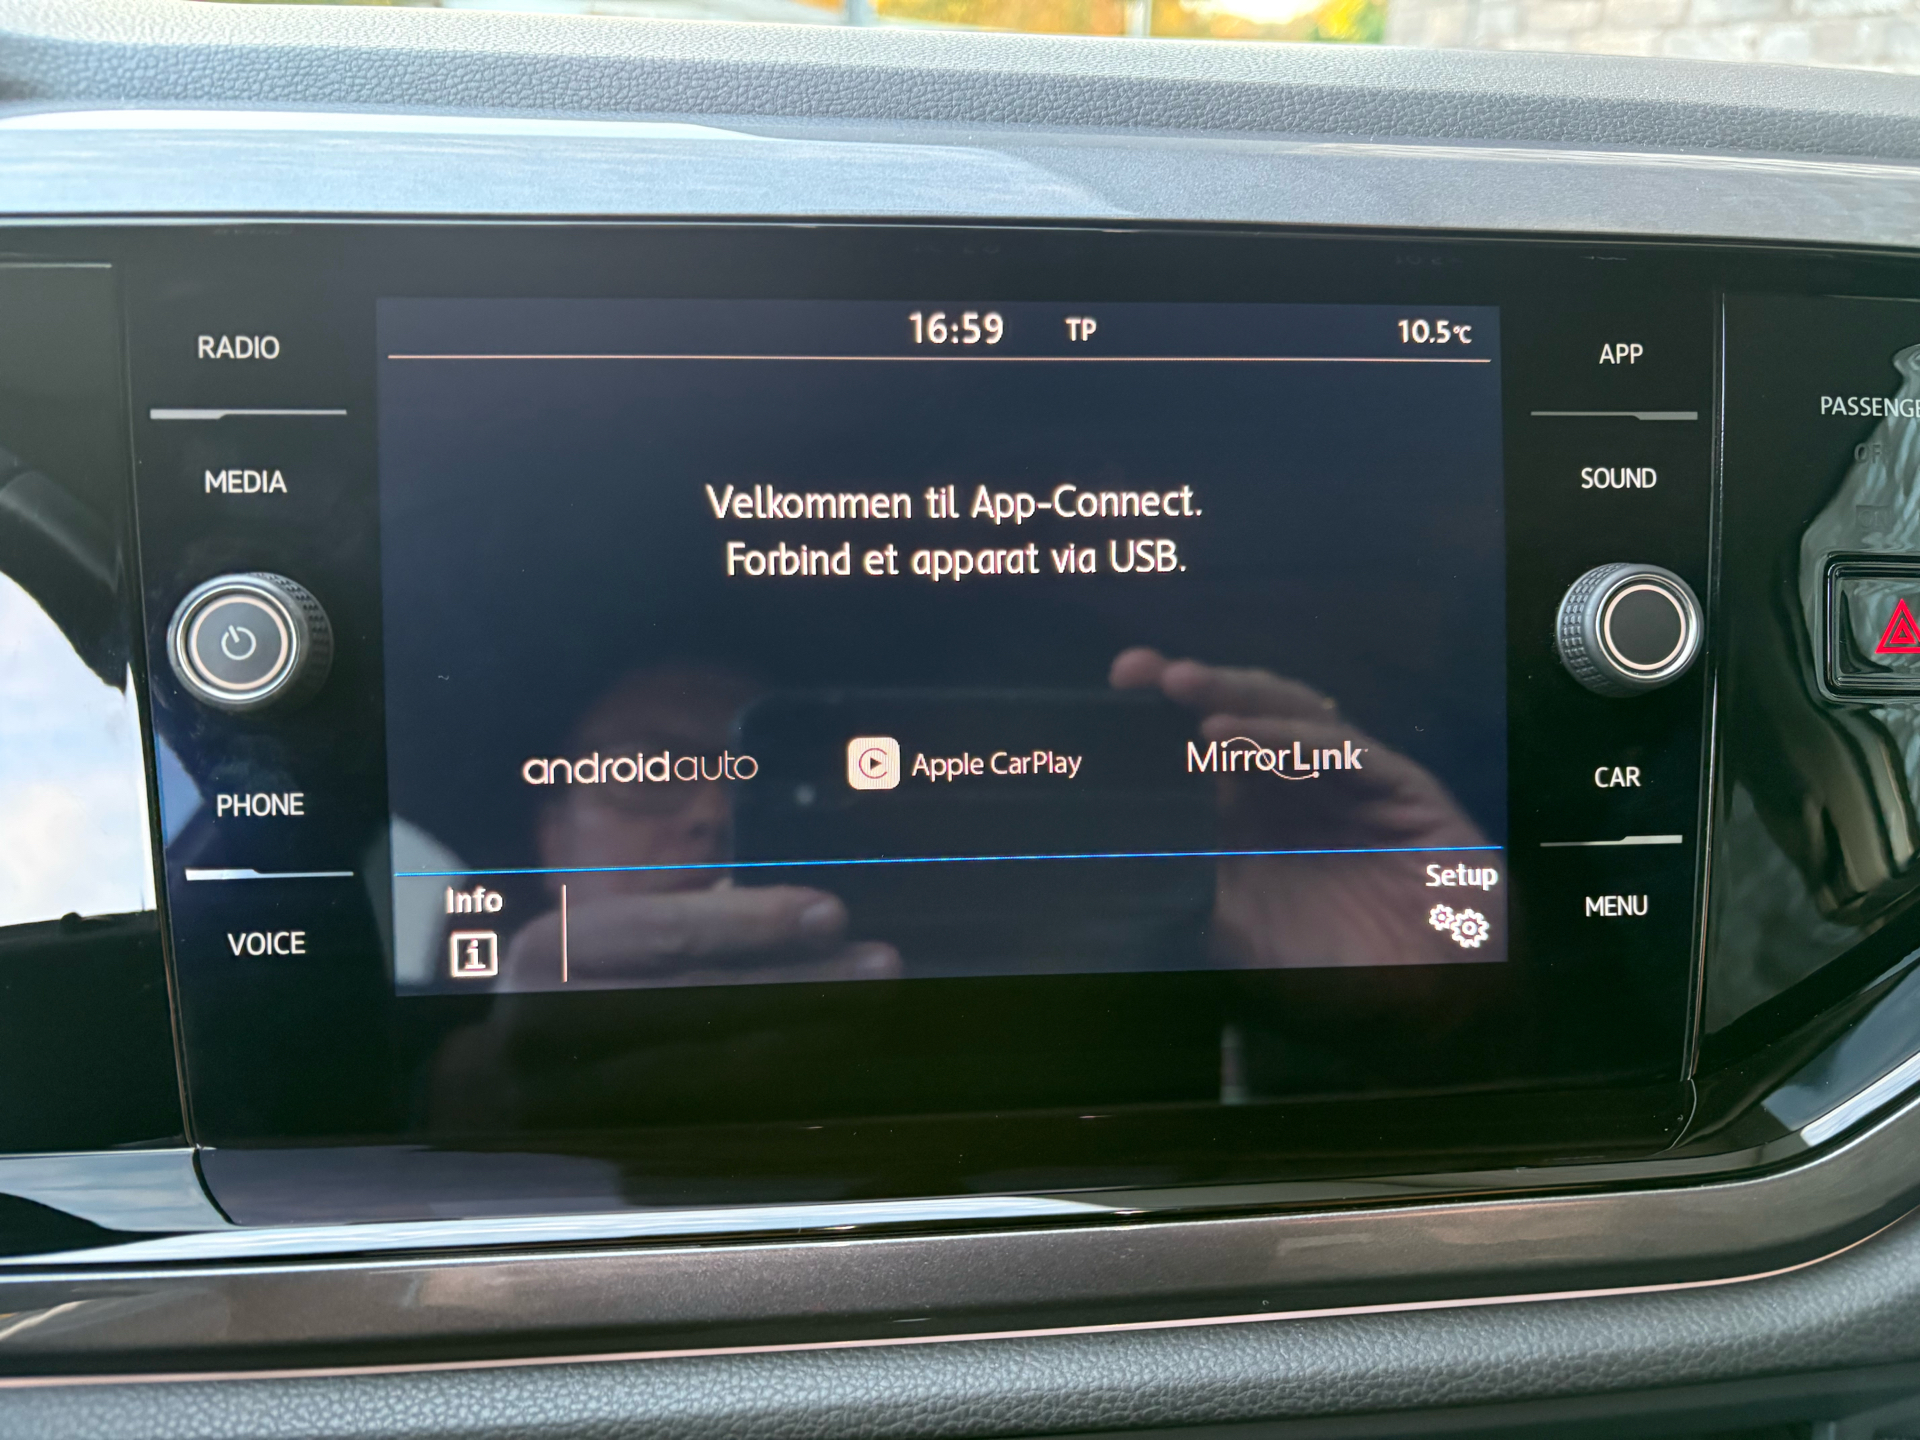 RADIO
MEDIA
PHONE
VOICE
16:59 TP 10.5°C
Velkommen til App-Connect.
Forbind et apparat via USB.
androidauto Apple CarPlay MirrorLink
Info
Setup
APP
SOUND
CAR
MENU